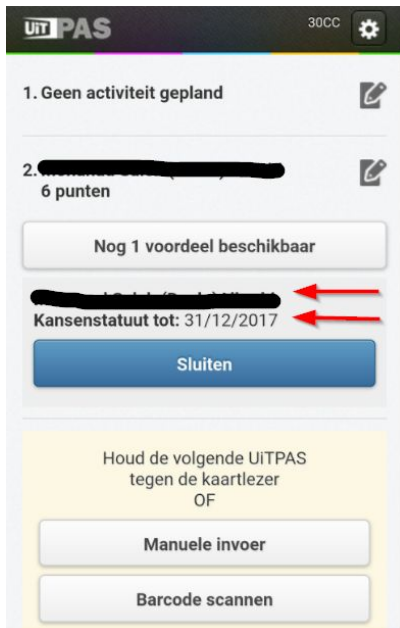 UiTPAS
30CC
1. Geen activiteit gepland
2.
6 punten
Nog 1 voordeel beschikbaar
Kansenstatuut tot: 31/12/2017
Sluiten
Houd de volgende UiTPAS
tegen de kaartlezer
OF
Manuele invoer
Barcode scannen